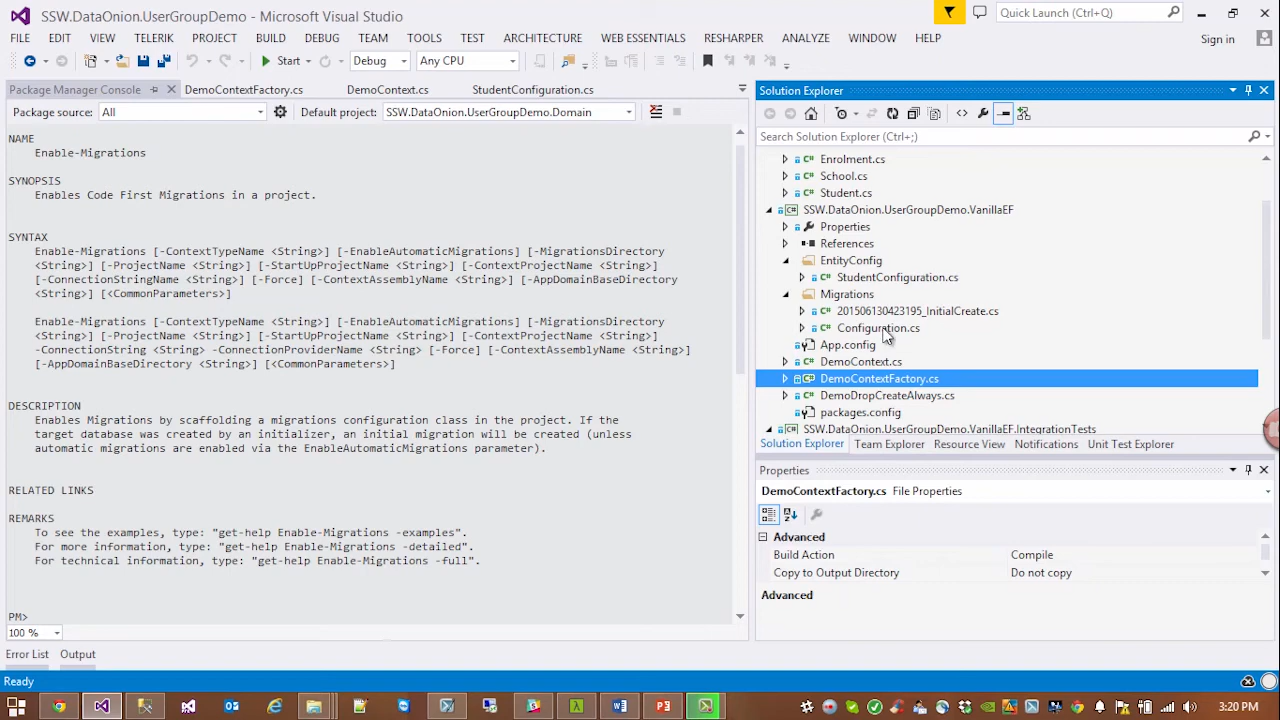 SSW.DataOnion.UserGroupDemo - Microsoft Visual Studio
Quick Launch (Ctrl+Q)
FILE EDIT VIEW TELERIK PROJECT BUILD DEBUG TEAM TOOLS TEST ARCHITECTURE WEB ESSENTIALS RESHARPER ANALYZE WINDOW HELP
Sign in
Start Debug Any CPU
Package Manager Console DemoContextFactory.cs DemoContext.cs StudentConfiguration.cs
Package source: All Default project: SSW.DataOnion.UserGroupDemo.Domain
NAME
Enable-Migrations
SYNOPSIS
Enables Code First Migrations in a project.
SYNTAX
Enable-Migrations [-ContextTypeName <String>] [-EnableAutomaticMigrations] [-MigrationsDirectory
<String>] [-ProjectName <String>] [-StartUpProjectName <String>] [-ContextProjectName <String>]
[-ConnectionStringName <String>] [-Force] [-ContextAssemblyName <String>] [-AppDomainBaseDirectory
<String>] [<CommonParameters>]
Enable-Migrations [-ContextTypeName <String>] [-EnableAutomaticMigrations] [-MigrationsDirectory
<String>] [-ProjectName <String>] [-StartUpProjectName <String>] [-ContextProjectName <String>]
-ConnectionString <String> -ConnectionProviderName <String> [-Force] [-ContextAssemblyName <String>]
[-AppDomainBaseDirectory <String>] [<CommonParameters>]
DESCRIPTION
Enables Migrations by scaffolding a migrations configuration class in the project. If the
target database was created by an initializer, an initial migration will be created (unless
automatic migrations are enabled via the EnableAutomaticMigrations parameter).
RELATED LINKS
REMARKS
To see the examples, type: "get-help Enable-Migrations -examples".
For more information, type: "get-help Enable-Migrations -detailed".
For technical information, type: "get-help Enable-Migrations -full".
PM>
100 %
Error List Output
Ready
Solution Explorer
Search Solution Explorer (Ctrl+;)
Enrolment.cs
School.cs
Student.cs
SSW.DataOnion.UserGroupDemo.VanillaEF
Properties
References
EntityConfig
StudentConfiguration.cs
Migrations
201506130423195_InitialCreate.cs
Configuration.cs
App.config
DemoContext.cs
DemoContextFactory.cs
DemoDropCreateAlways.cs
packages.config
SSW.DataOnion.UserGroupDemo.VanillaEF.IntegrationTests
Solution Explorer Team Explorer Resource View Notifications Unit Test Explorer
Properties
DemoContextFactory.cs File Properties
Advanced
Build Action Compile
Copy to Output Directory Do not copy
Advanced
3:20 PM